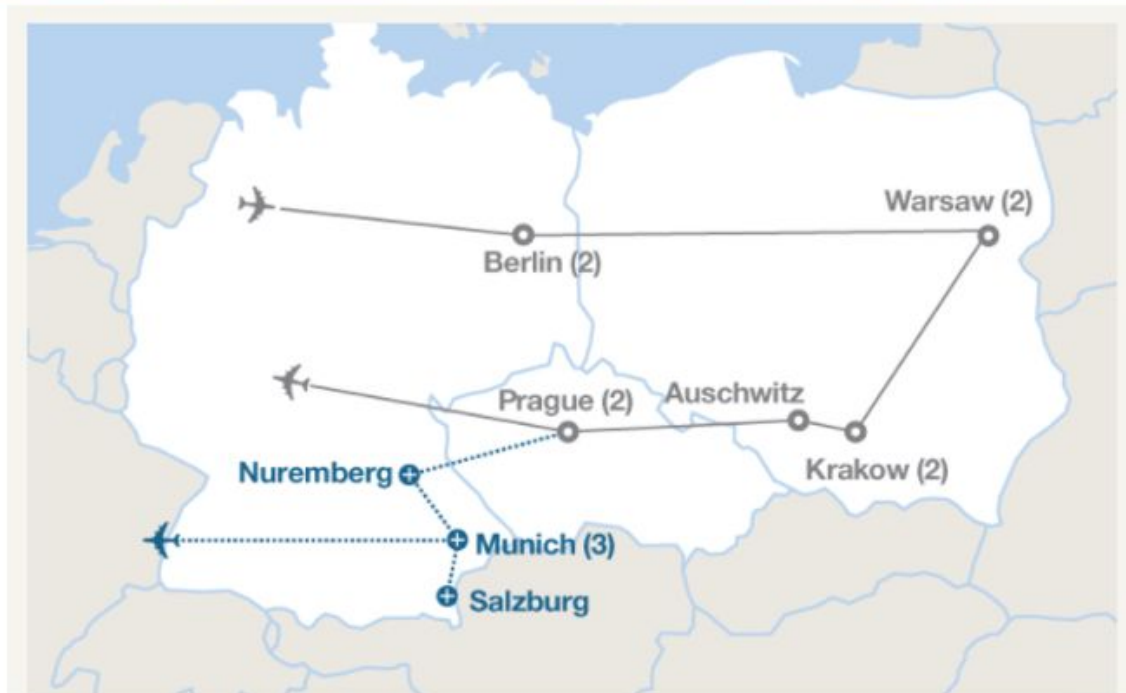 Warsaw (2)
Berlin (2)
Prague (2)
Auschwitz
Krakow (2)
Nuremberg
Munich (3)
Salzburg